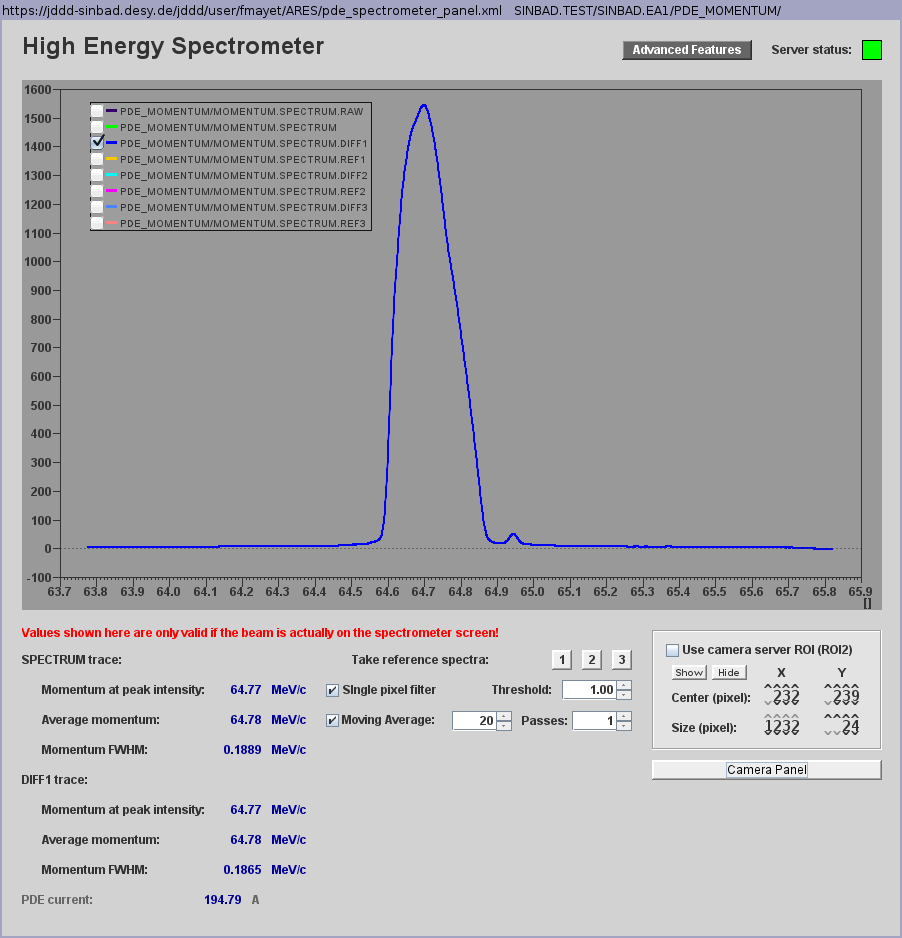 https://jddd-sinbad.desy.de/jddd/user/fmayet/ARES/pde_spectrometer_panel.xml SINBAD.TEST/SINBAD.EA1/PDE_MOMENTUM/
High Energy Spectrometer
Advanced Features
Server status:
1600
1500
1400
1300
1200
1100
1000
900
800
700
600
500
400
300
200
100
0
-100
PDE_MOMENTUM/MOMENTUM.SPECTRUM.RAW
PDE_MOMENTUM/MOMENTUM.SPECTRUM
PDE_MOMENTUM/MOMENTUM.SPECTRUM.DIFF1
PDE_MOMENTUM/MOMENTUM.SPECTRUM.REF1
PDE_MOMENTUM/MOMENTUM.SPECTRUM.DIFF2
PDE_MOMENTUM/MOMENTUM.SPECTRUM.REF2
PDE_MOMENTUM/MOMENTUM.SPECTRUM.DIFF3
PDE_MOMENTUM/MOMENTUM.SPECTRUM.REF3
63.7 63.8 63.9 64.0 64.1 64.2 64.3 64.4 64.5 64.6 64.7 64.8 64.9 65.0 65.1 65.2 65.3 65.4 65.5 65.6 65.7 65.8 65.9
[]
Values shown here are only valid if the beam is actually on the spectrometer screen!
SPECTRUM trace:
Momentum at peak intensity: 64.77 MeV/c
Average momentum: 64.78 MeV/c
Momentum FWHM: 0.1889 MeV/c
DIFF1 trace:
Momentum at peak intensity: 64.77 MeV/c
Average momentum: 64.78 MeV/c
Momentum FWHM: 0.1865 MeV/c
PDE current: 194.79 A
Take reference spectra: 1 2 3
SIngle pixel filter Threshold: 1.00
Moving Average: 20 Passes: 1
Use camera server ROI (ROI2)
Show Hide X Y
Center (pixel): 232 239
Size (pixel): 1232 24
Camera Panel